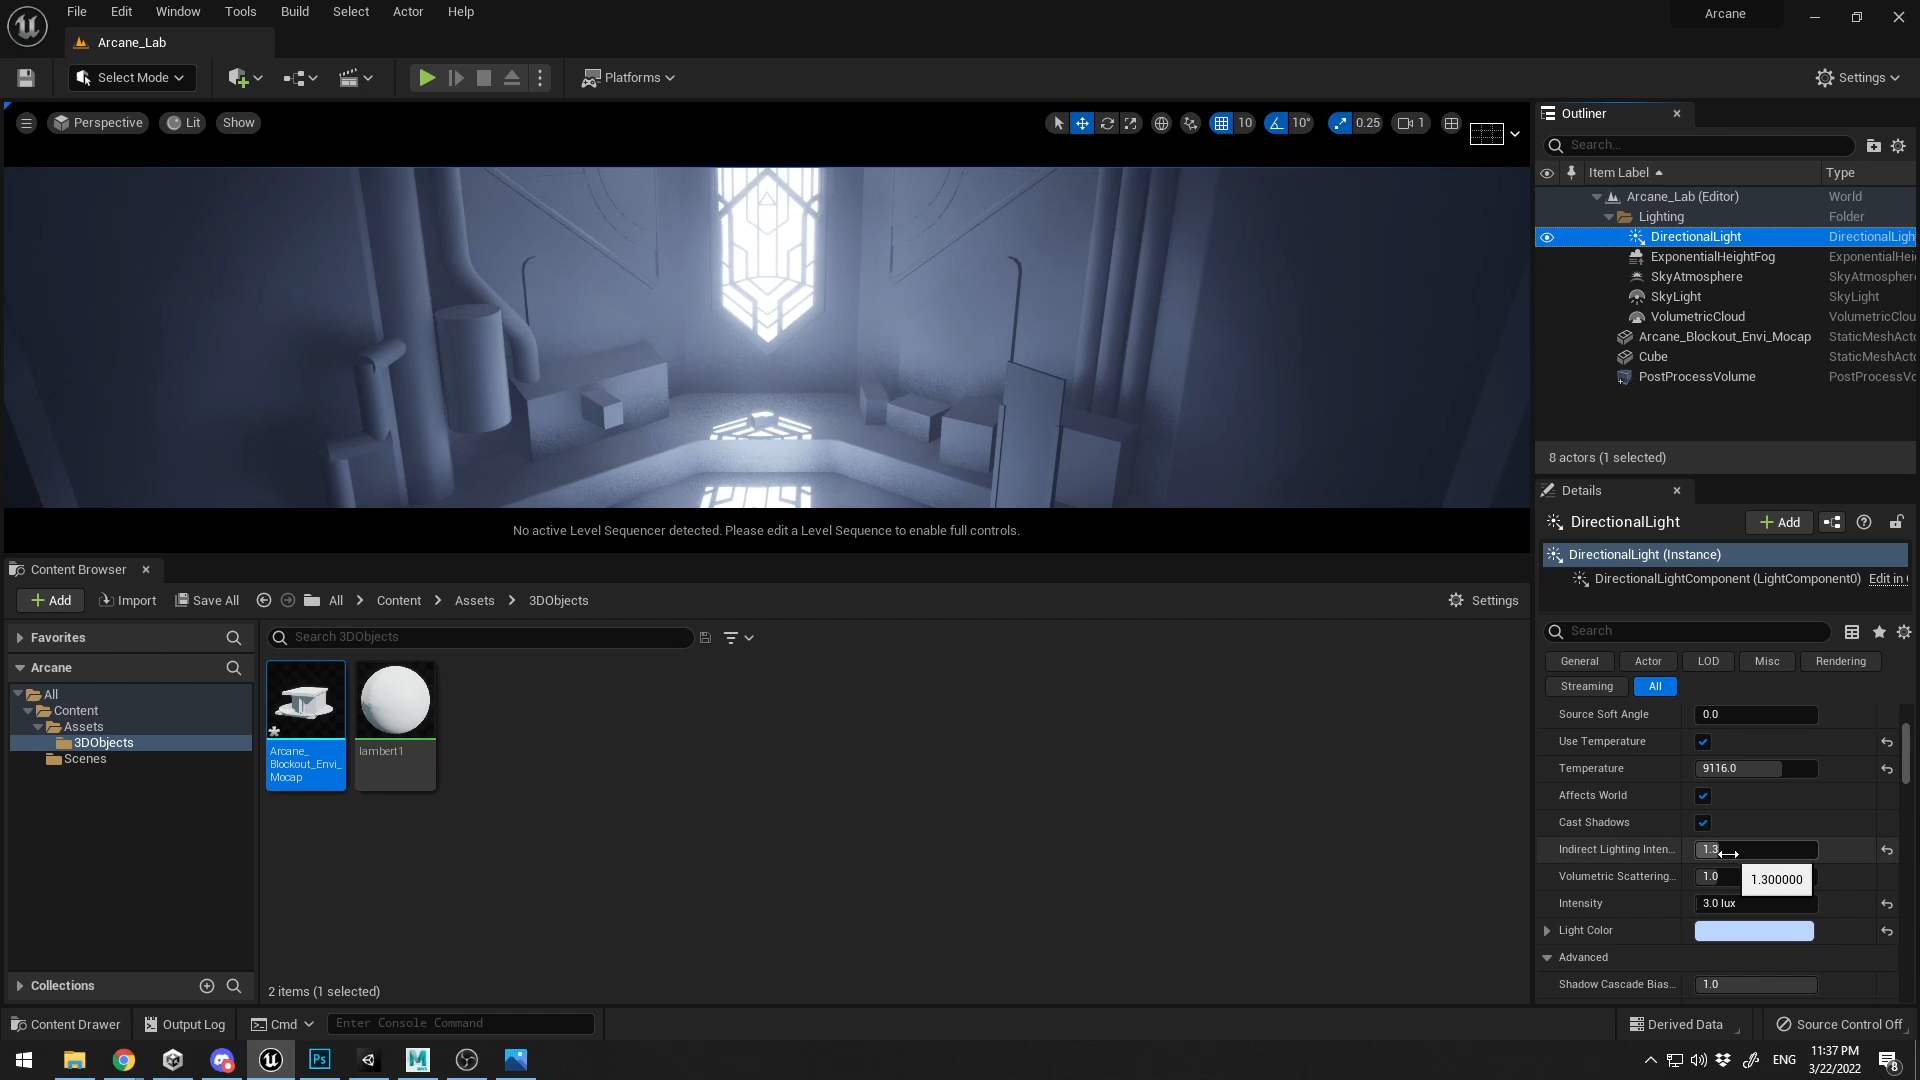 File Edit Window Tools Build Select Actor Help
Arcane
Arcane_Lab
Select Mode
Platforms
Settings
Perspective Lit Show
10 10° 0.25 1
No active Level Sequencer detected. Please edit a Level Sequence to enable full controls.
Outliner
Search...
Item Label Type
Arcane_Lab (Editor) World
Lighting Folder
DirectionalLight DirectionalLigh
ExponentialHeightFog ExponentialHei
SkyAtmosphere SkyAtmosphere
SkyLight SkyLight
VolumetricCloud VolumetricClou
Arcane_Blockout_Envi_Mocap StaticMeshActo
Cube StaticMeshActo
PostProcessVolume PostProcessVo
8 actors (1 selected)
Details
DirectionalLight
Add
DirectionalLight (Instance)
DirectionalLightComponent (LightComponent0) Edit in
Search
General Actor LOD Misc Rendering
Streaming All
Source Soft Angle 0.0
Use Temperature
Temperature 9116.0
Affects World
Cast Shadows
Indirect Lighting Inten... 1.3
Volumetric Scattering... 1.0
1.300000
Intensity 3.0 lux
Light Color
Advanced
Shadow Cascade Bias... 1.0
Content Browser
Add Import Save All All Content Assets 3DObjects
Settings
Favorites
Search 3DObjects
Arcane
All
Content
Assets
3DObjects
Scenes
Arcane_
Blockout_Envi_
Mocap
lambert1
Collections
2 items (1 selected)
Content Drawer Output Log Cmd Enter Console Command
Derived Data Source Control Off
Ps
M
ENG
11:37 PM
3/22/2022
8